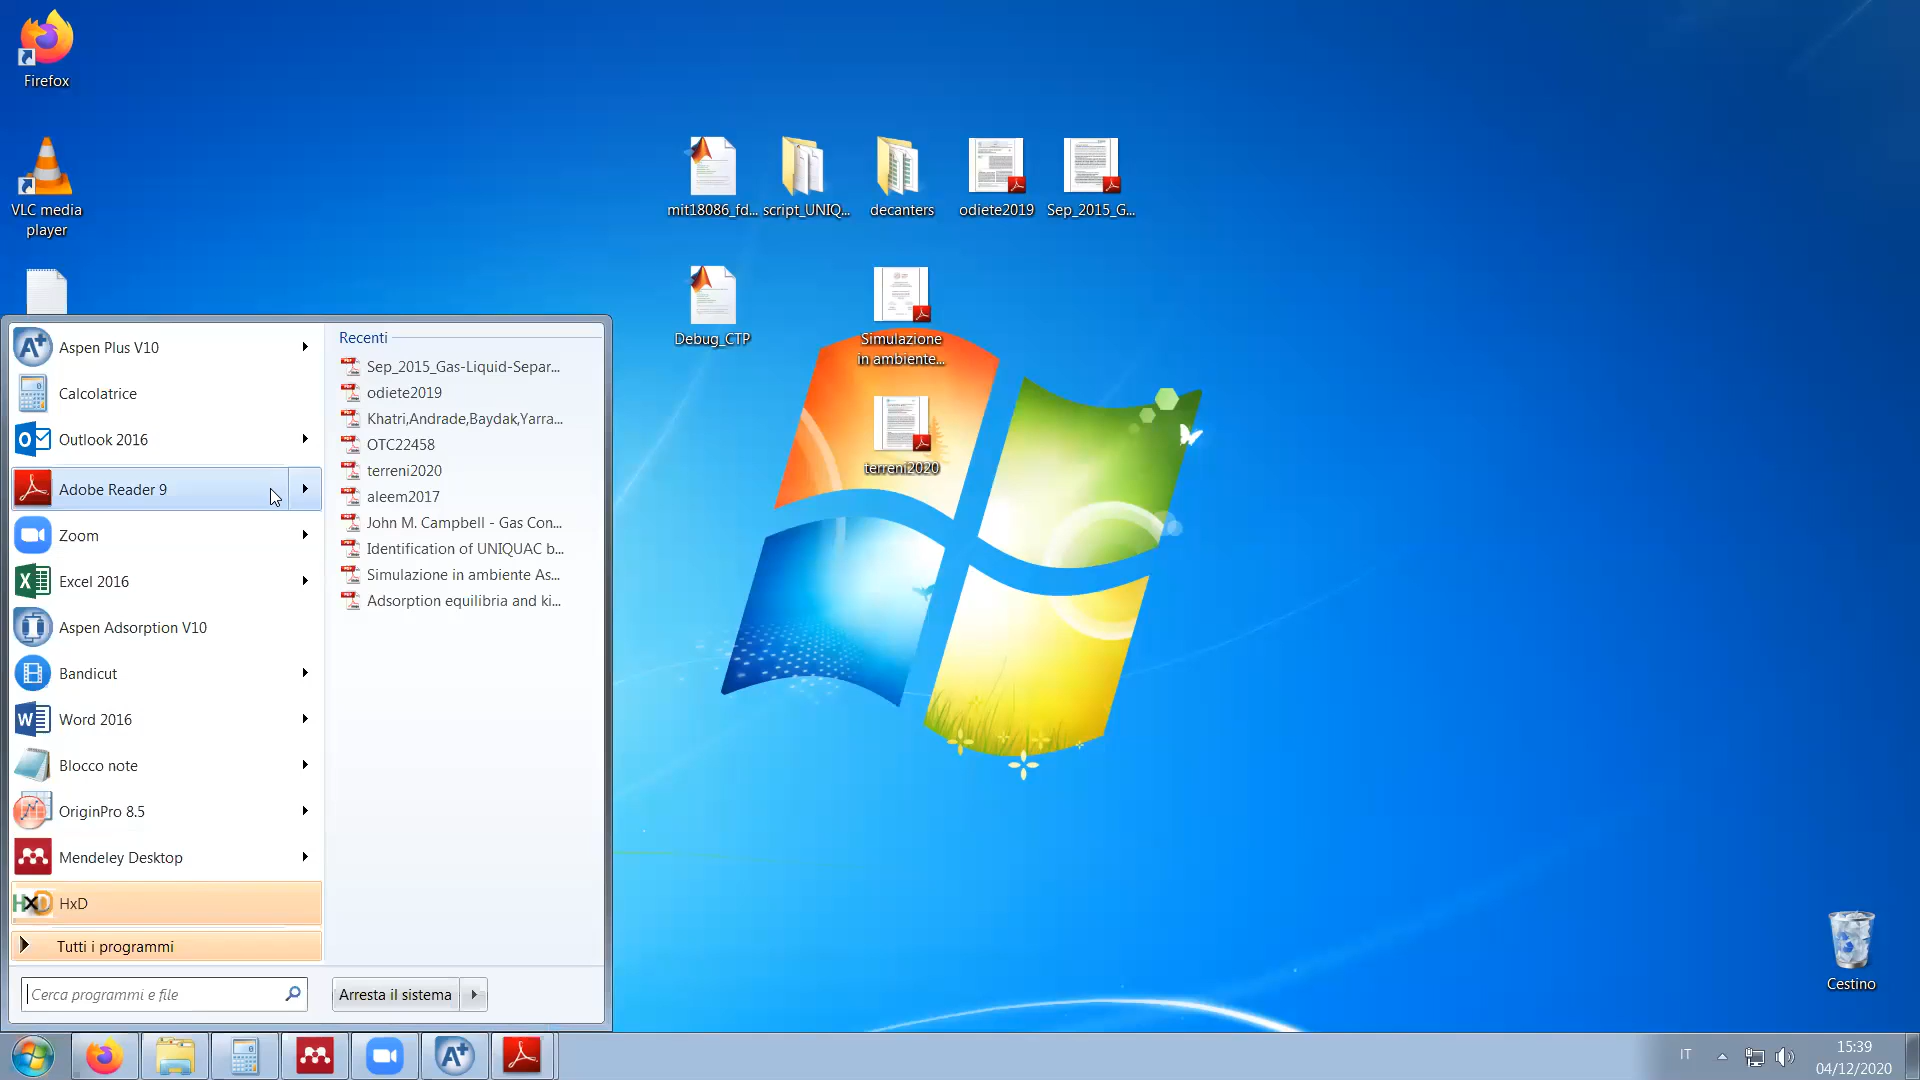 Firefox
VLC media
player
mit18086_fd...
script_UNIQ...
decanters
odiete2019
Sep_2015_G...
Debug_CTP
Simulazione
in ambiente...
terreni2020
Aspen Plus V10
Calcolatrice
Outlook 2016
Adobe Reader 9
Zoom
Excel 2016
Aspen Adsorption V10
Bandicut
Word 2016
Blocco note
OriginPro 8.5
Mendeley Desktop
HxD
Tutti i programmi
Cerca programmi e file
Recenti
Sep_2015_Gas-Liquid-Separ...
odiete2019
Khatri,Andrade,Baydak,Yarra...
OTC22458
terreni2020
aleem2017
John M. Campbell - Gas Con...
Identification of UNIQUAC b...
Simulazione in ambiente As...
Adsorption equilibria and ki...
Arresta il sistema
Cestino
IT
15:39
04/12/2020